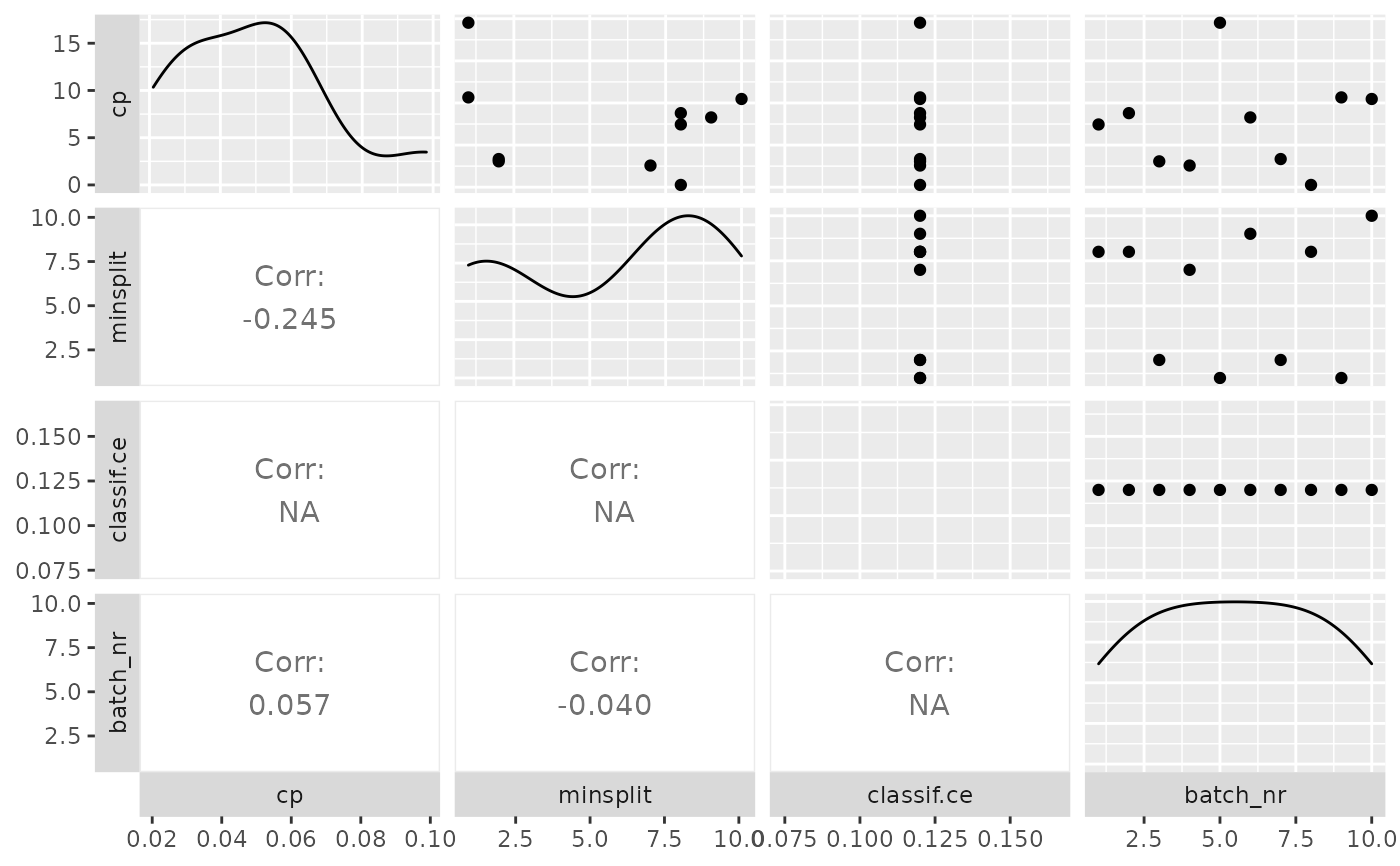 15
10
5
0
cp
10.0
7.5
5.0
2.5
minsplit
Corr:
-0.245
0.150
0.125
0.100
0.075
classif.ce
Corr:
NA
Corr:
NA
10.0
7.5
5.0
2.5
batch_nr
Corr:
0.057
Corr:
-0.040
Corr:
NA
cp minsplit classif.ce batch_nr
0.02 0.04 0.06 0.08 0.10 2.5 5.0 7.5 10.0 0.075 0.100 0.125 0.150 2.5 5.0 7.5 10.0